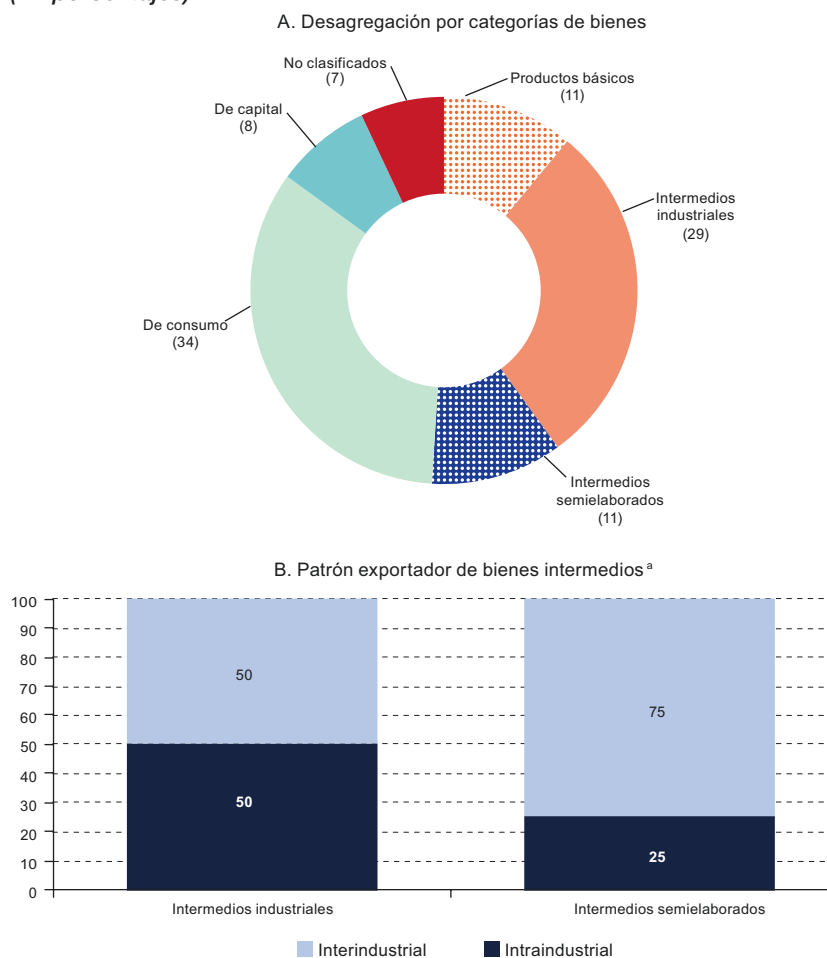 A. Desagregación por categorías de bienes
No clasificados
(7)
Productos básicos
(11)
De capital
(8)
Intermedios
industriales
(29)
De consumo
(34)
Intermedios
semielaborados
(11)
B. Patrón exportador de bienes intermedios a
100
90
80
70
60
50
40
30
20
10
0
50
50
75
25
Intermedios industriales
Intermedios semielaborados
Interindustrial
Intraindustrial